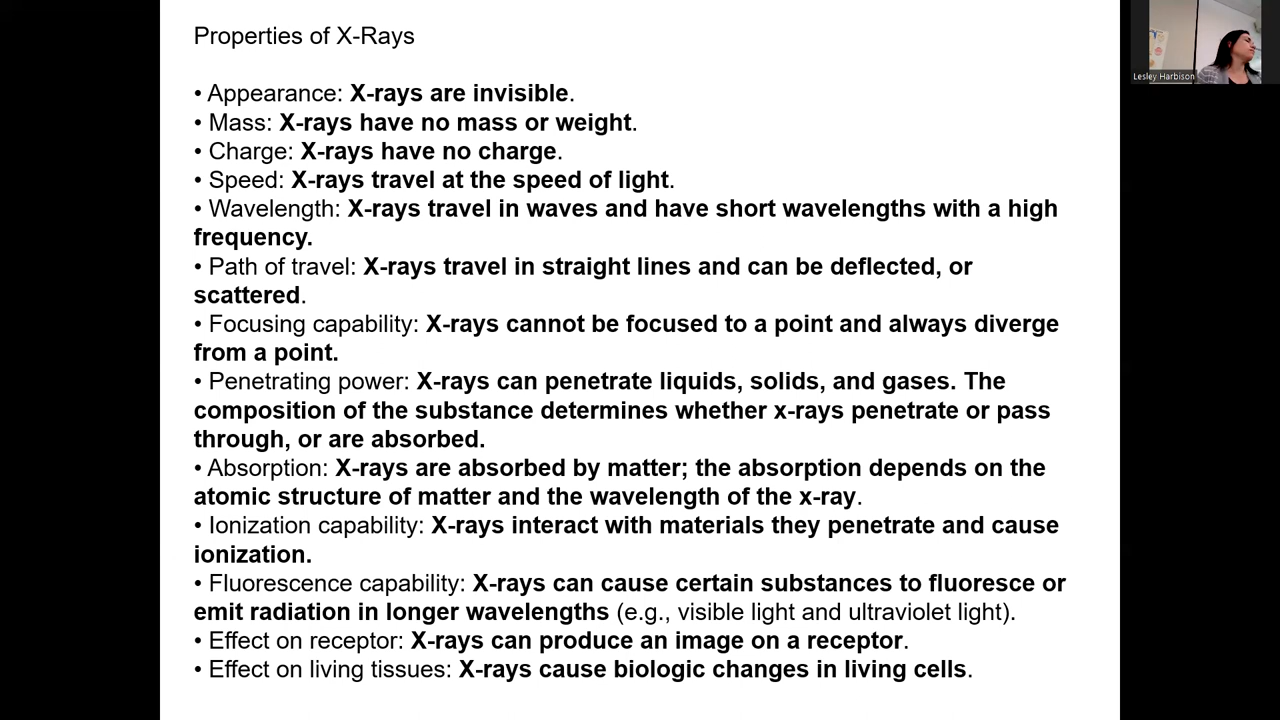 Properties of X-Rays
• Appearance: X-rays are invisible.
• Mass: X-rays have no mass or weight.
• Charge: X-rays have no charge.
• Speed: X-rays travel at the speed of light.
• Wavelength: X-rays travel in waves and have short wavelengths with a high
frequency.
• Path of travel: X-rays travel in straight lines and can be deflected, or
scattered.
• Focusing capability: X-rays cannot be focused to a point and always diverge
from a point.
• Penetrating power: X-rays can penetrate liquids, solids, and gases. The
composition of the substance determines whether x-rays penetrate or pass
through, or are absorbed.
• Absorption: X-rays are absorbed by matter; the absorption depends on the
atomic structure of matter and the wavelength of the x-ray.
• Ionization capability: X-rays interact with materials they penetrate and cause
ionization.
• Fluorescence capability: X-rays can cause certain substances to fluoresce or
emit radiation in longer wavelengths (e.g., visible light and ultraviolet light).
• Effect on receptor: X-rays can produce an image on a receptor.
• Effect on living tissues: X-rays cause biologic changes in living cells.
Lesley Harbison